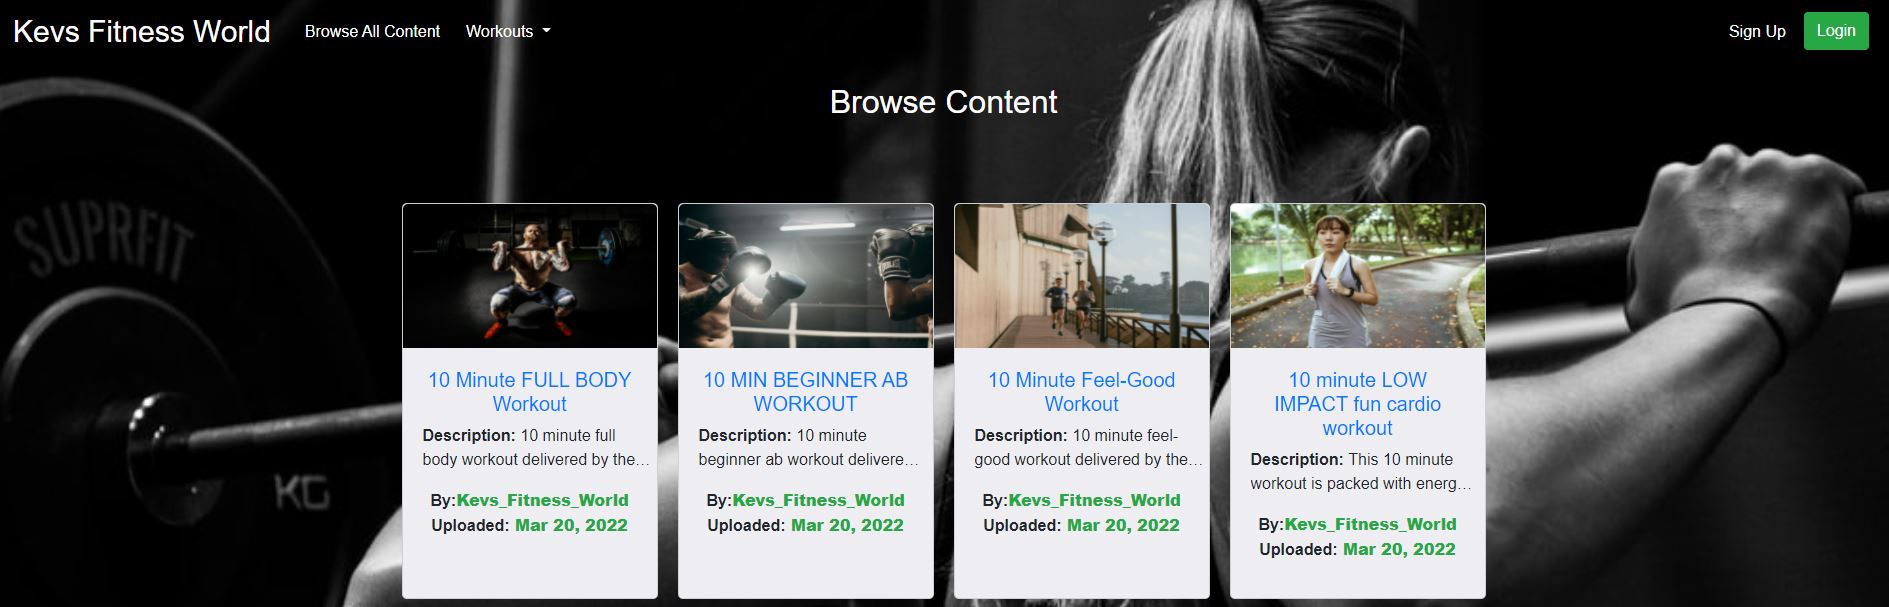 Kevs Fitness World Browse All Content Workouts Sign Up Login
Browse Content
SUPRFIT
KG
10 Minute FULL BODY
Workout
Description: 10 minute full
body workout delivered by the...
By:Kevs_Fitness_World
Uploaded: Mar 20, 2022
10 MIN BEGINNER AB
WORKOUT
Description: 10 minute
beginner ab workout delivere...
By:Kevs_Fitness_World
Uploaded: Mar 20, 2022
10 Minute Feel-Good
Workout
Description: 10 minute feel-
good workout delivered by the...
By:Kevs_Fitness_World
Uploaded: Mar 20, 2022
10 minute LOW
IMPACT fun cardio
workout
Description: This 10 minute
workout is packed with energ...
By:Kevs_Fitness_World
Uploaded: Mar 20, 2022